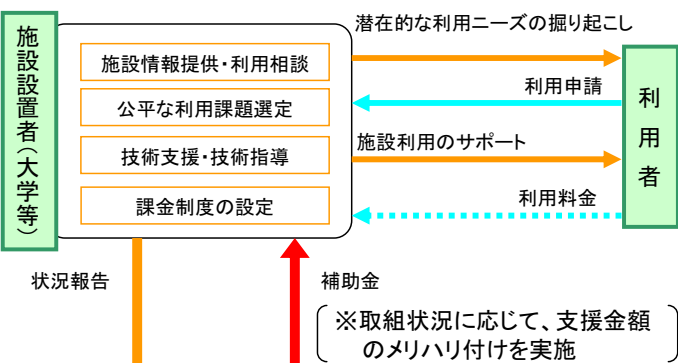 潜在的な利用ニーズの掘り起こし
施設設置者(大学等)
施設情報提供・利用相談
公平な利用課題選定
技術支援・技術指導
課金制度の設定
利用申請
施設利用のサポート
利用料金
利用者
状況報告
補助金
※取組状況に応じて、支援金額
のメリハリ付けを実施